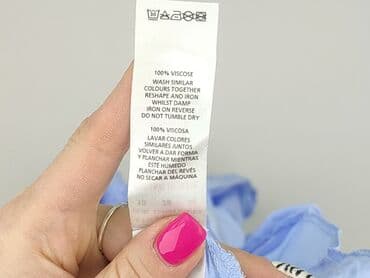 100% VISCOSE
WASH SIMILAR
COLOURS TOGETHER
RESHAPE AND IRON
WHILST DAMP
IRON ON REVERSE
DO NOT TUMBLE DRY
100% VISCOSA
LAVAR COLORES
SIMILARES JUNTOS
VOLVER A DAR FORMA
Y PLANCHAR MIENTRAS
ESTÉ HÚMEDO
PLANCHAR DEL REVÉS
NO SECAR A MÁQUINA